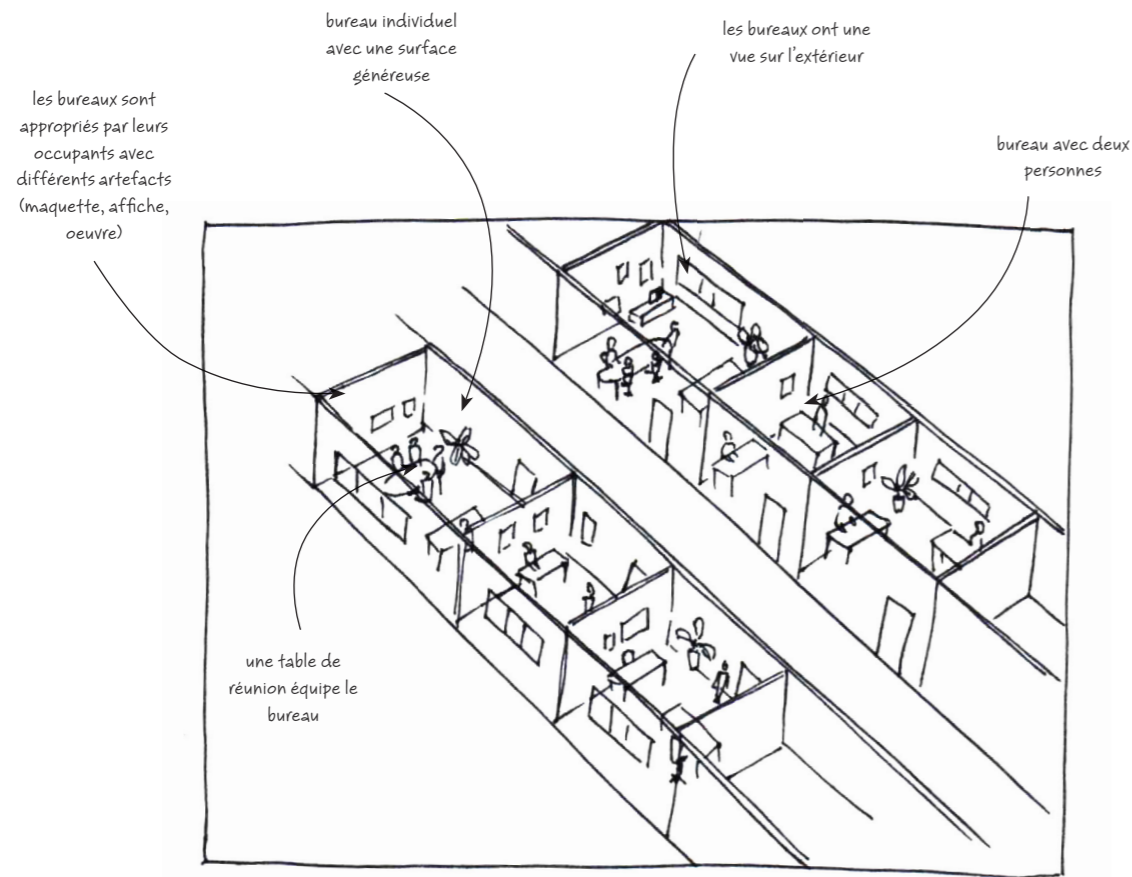 bureau individuel
avec une surface
généreuse
les bureaux ont une
vue sur l'extérieur
les bureaux sont
appropriés par leurs
occupants avec
différents artefacts
(maquette, affiche,
oeuvre)
bureau avec deux
personnes
une table de
réunion équipe le
bureau